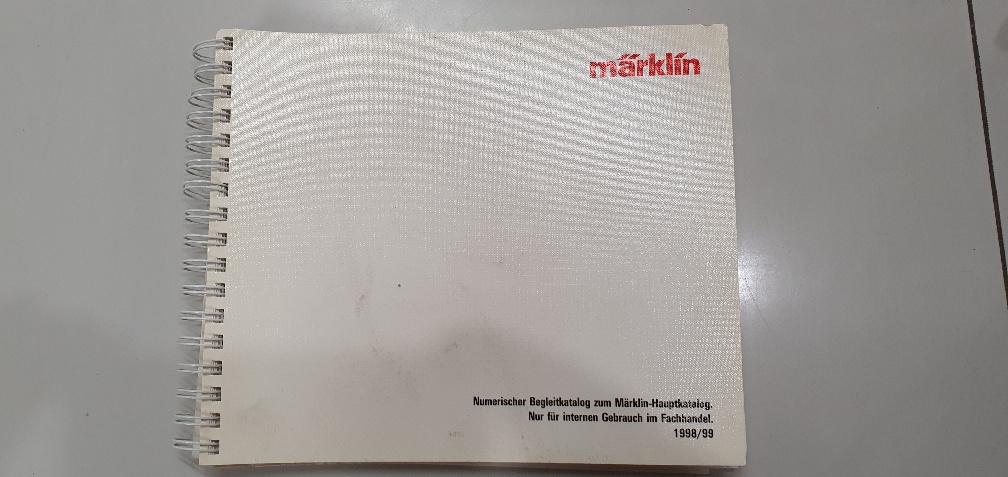 märklin
Numerischer Begleitkatalog zum Märklin-Hauptkatalog.
Nur für internen Gebrauch im Fachhandel.
1998/99